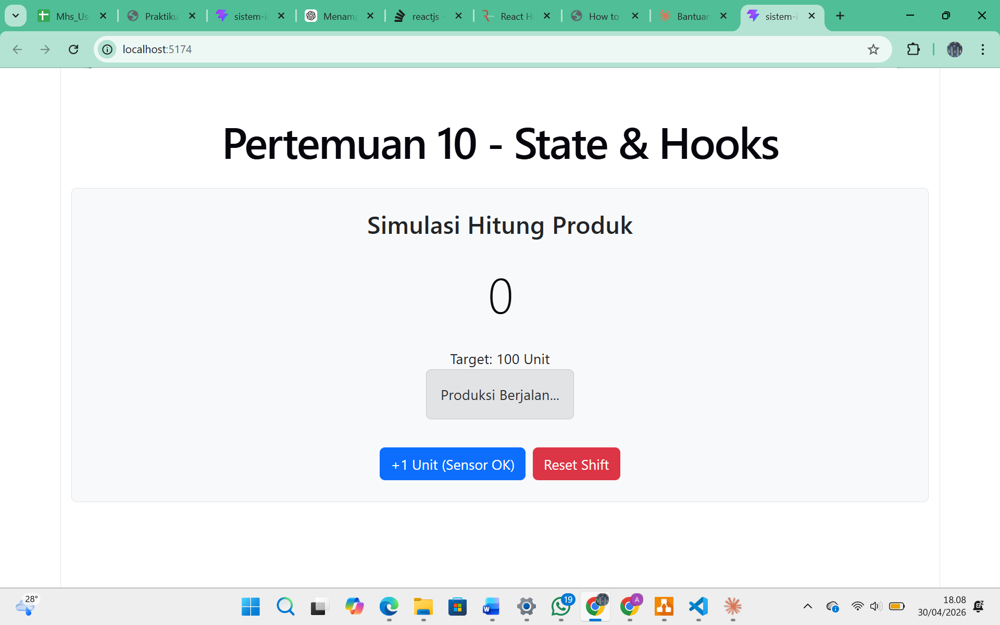 Mhs_Us
Praktiku
sistem-i
Menam
reactjs -
React H
How to
Bantuan
sistem-i
localhost:5174
Pertemuan 10 - State & Hooks
Simulasi Hitung Produk
0
Target: 100 Unit
Produksi Berjalan...
+1 Unit (Sensor OK)
Reset Shift
28°
19
A
18.08
30/04/2026